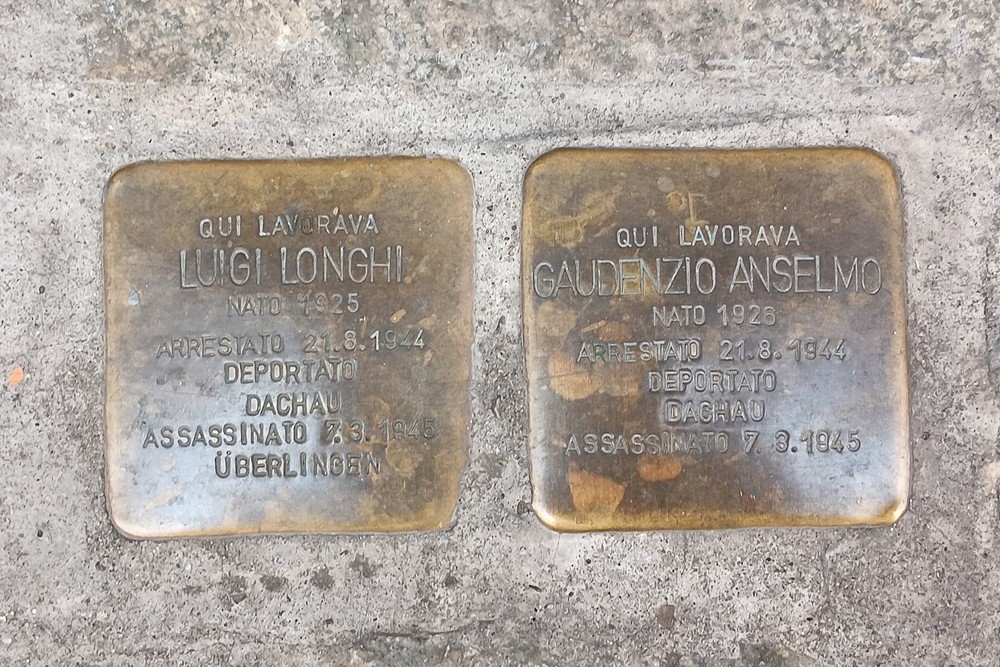 QUI LAVORAVA
LUIGI LONGHI
NATO 1925
ARRESTATO 21.8.1944
DEPORTATO
DACHAU
ASSASSINATO 7.3.1945
ÜBERLINGEN
QUI LAVORAVA
GAUDENZIO ANSELMO
NATO 1926
ARRESTATO 21.8.1944
DEPORTATO
DACHAU
ASSASSINATO 7.3.1945